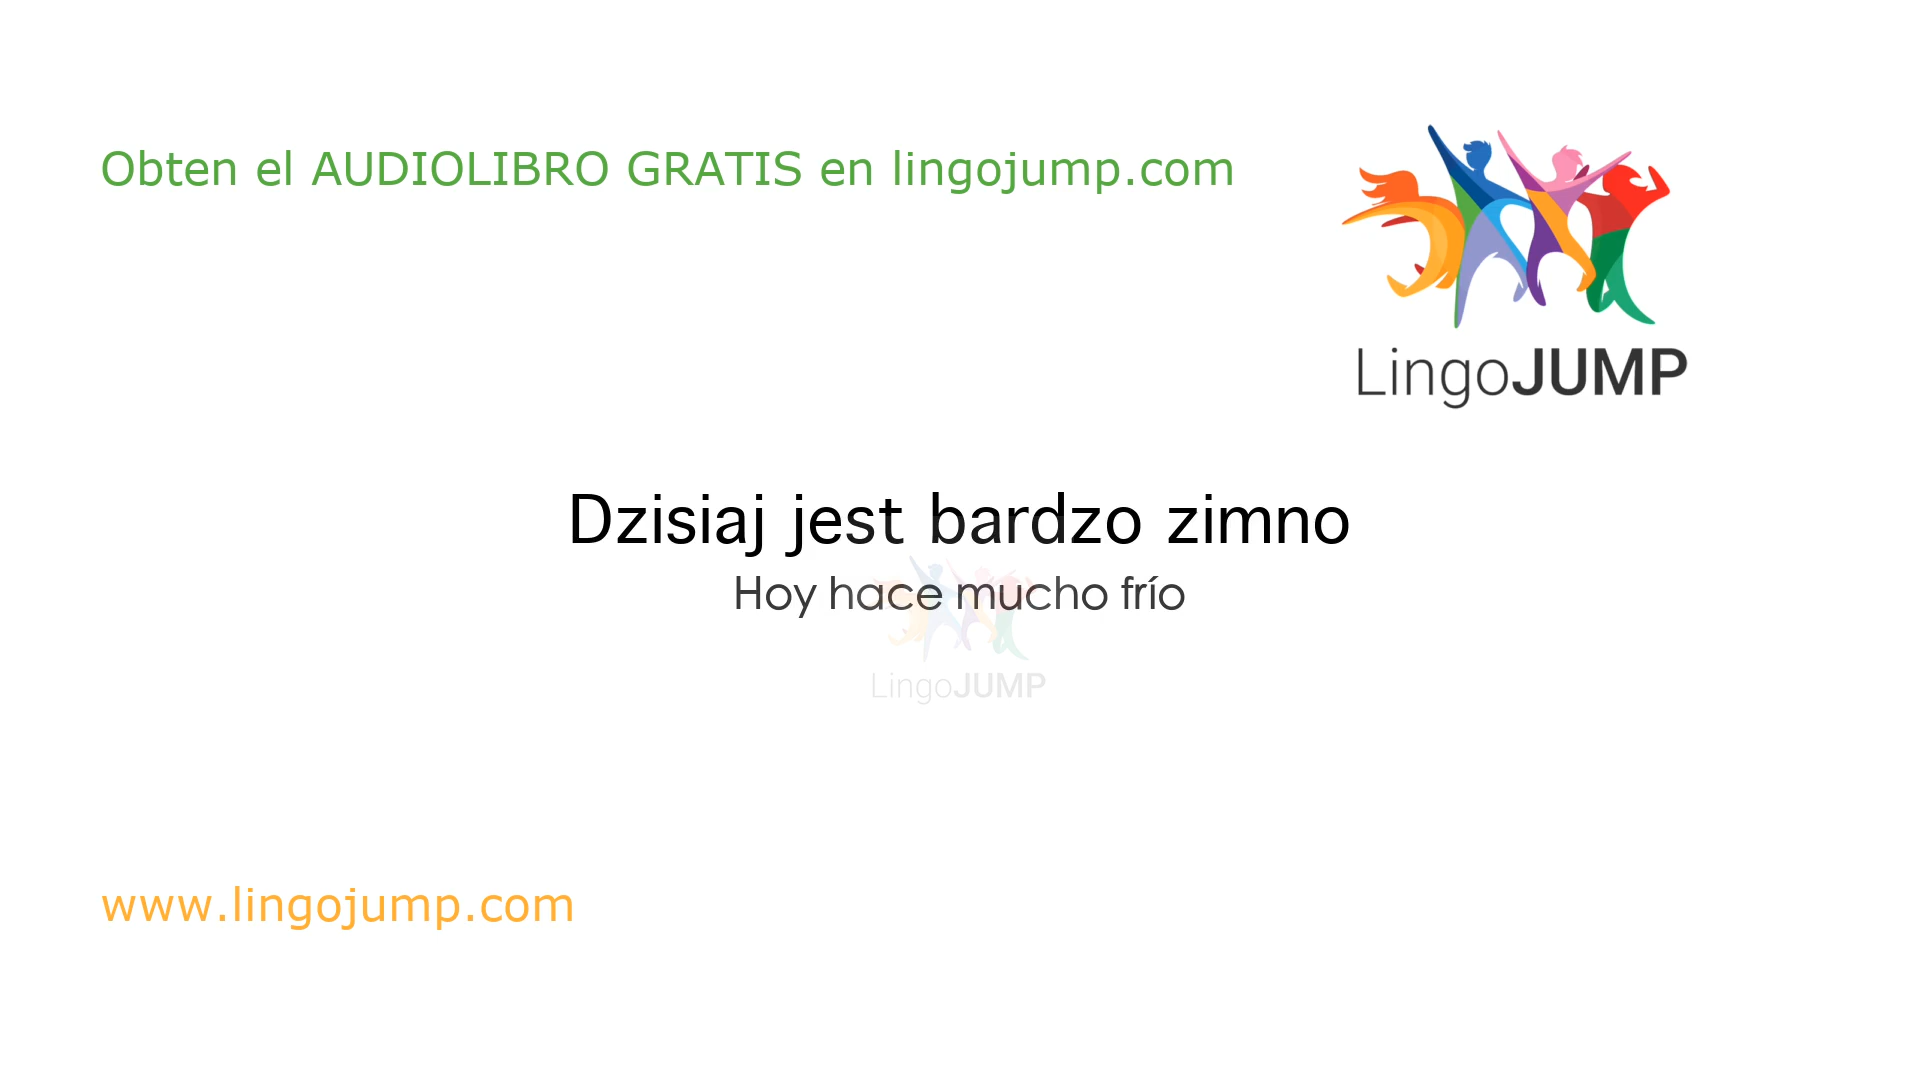 Obten el AUDIOLIBRO GRATIS en lingojump.com
LingoJUMP
Dzisiaj jest bardzo zimno
Hoy hace mucho frío
LingoJUMP
www.lingojump.com